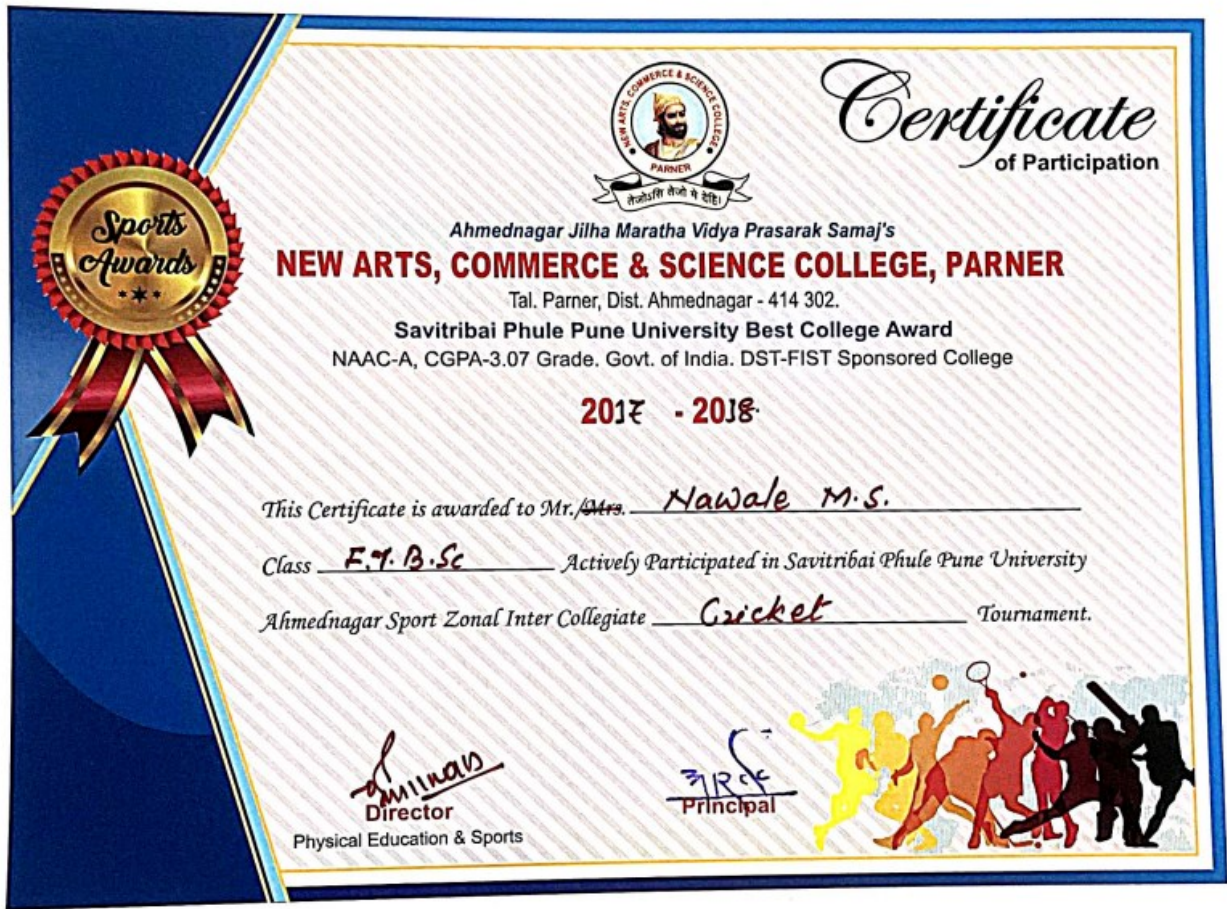 NEW ARTS, COMMERCE & SCIENCE COLLEGE
PARNER
तेजोऽसि तेजो मे देहि।
Certificate
of Participation
Sports
Awards
Ahmednagar Jilha Maratha Vidya Prasarak Samaj's
NEW ARTS, COMMERCE & SCIENCE COLLEGE, PARNER
Tal. Parner, Dist. Ahmednagar - 414 302.
Savitribai Phule Pune University Best College Award
NAAC-A, CGPA-3.07 Grade. Govt. of India. DST-FIST Sponsored College
2017 - 2018
This Certificate is awarded to Mr./Mrs. Nawale M.S.
Class F.Y.B.Sc Actively Participated in Savitribai Phule Pune University
Ahmednagar Sport Zonal Inter Collegiate Cricket Tournament.
Director
Physical Education & Sports
Principal